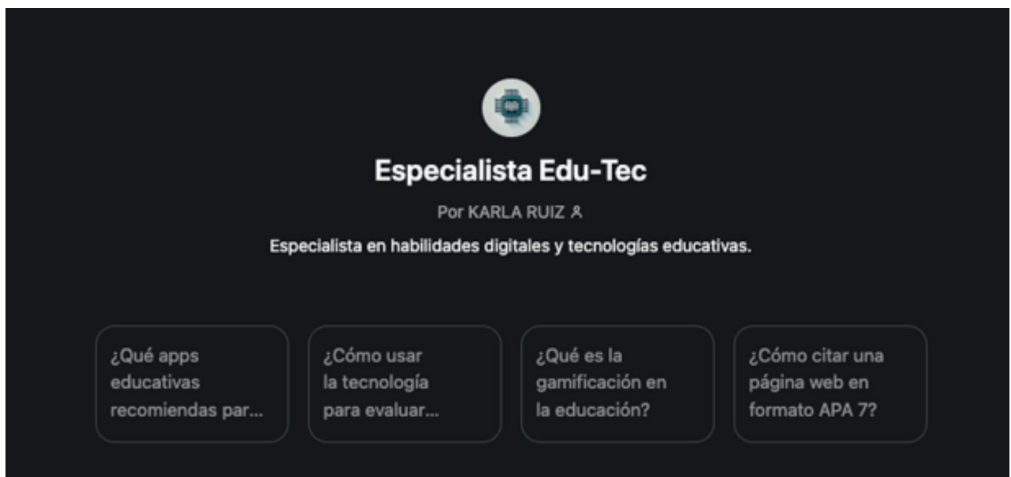 Especialista Edu-Tec
Por KARLA RUIZ
Especialista en habilidades digitales y tecnologías educativas.
¿Qué apps
educativas
recomiendas par...
¿Cómo usar
la tecnología
para evaluar...
¿Qué es la
gamificación en
la educación?
¿Cómo citar una
página web en
formato APA 7?